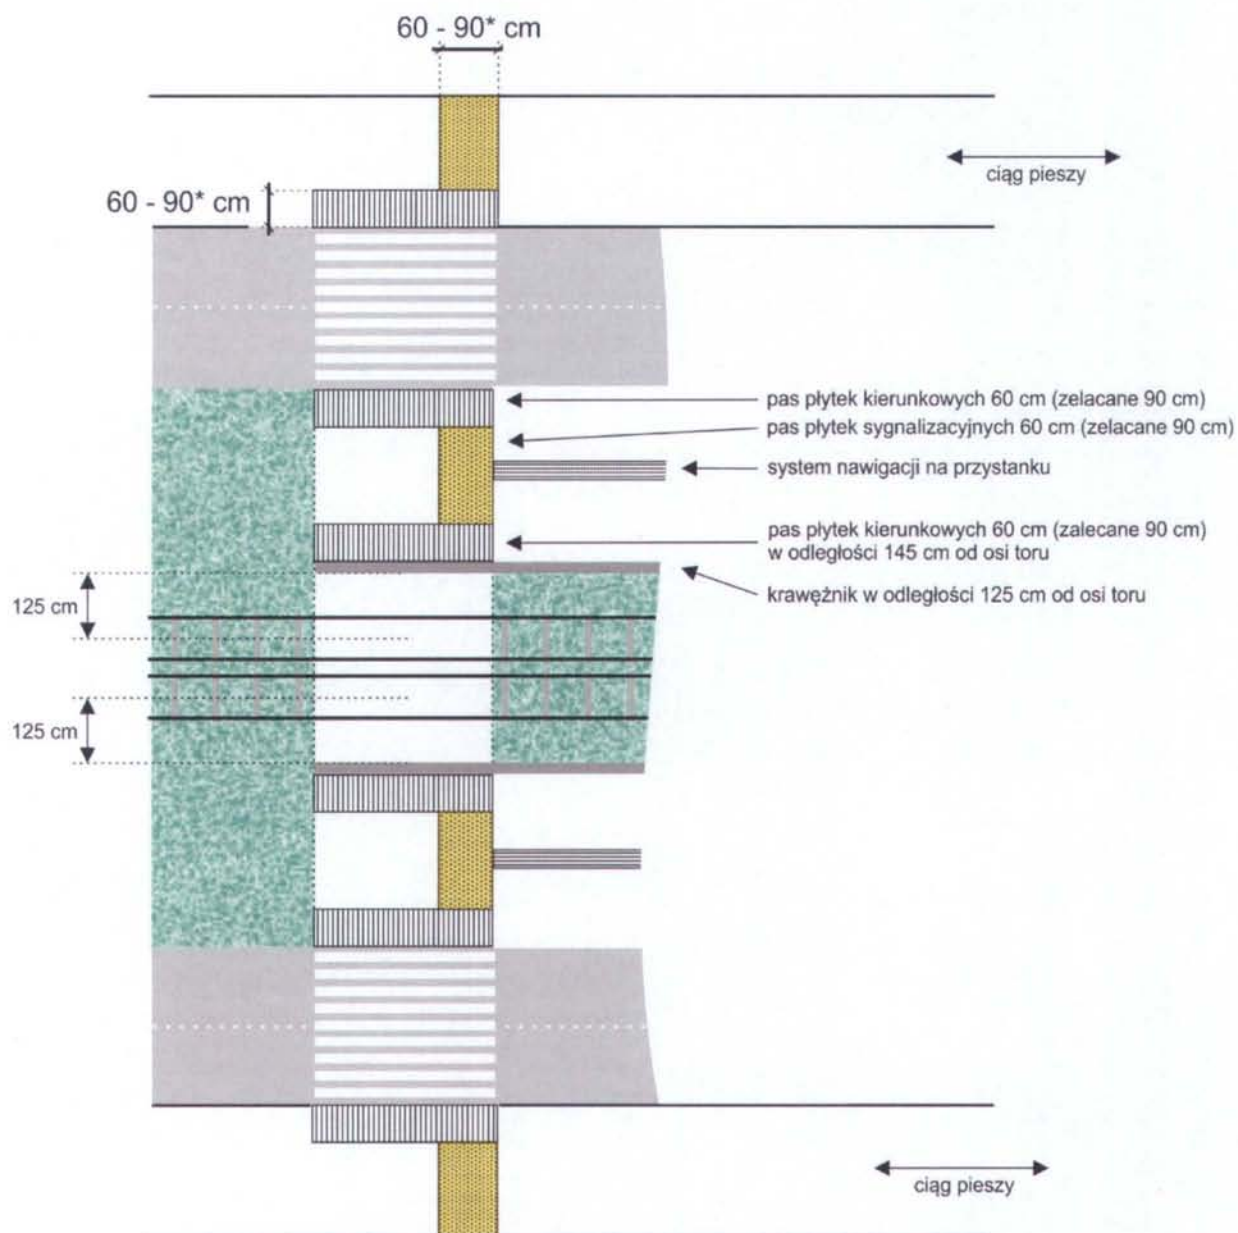 60 - 90* cm
ciąg pieszy
60 - 90* cm
pas płytek kierunkowych 60 cm (zelacane 90 cm)
pas płytek sygnalizacyjnych 60 cm (zelacane 90 cm)
system nawigacji na przystanku
pas płytek kierunkowych 60 cm (zalecane 90 cm)
w odległości 145 cm od osi toru
krawężnik w odległości 125 cm od osi toru
125 cm
125 cm
ciąg pieszy